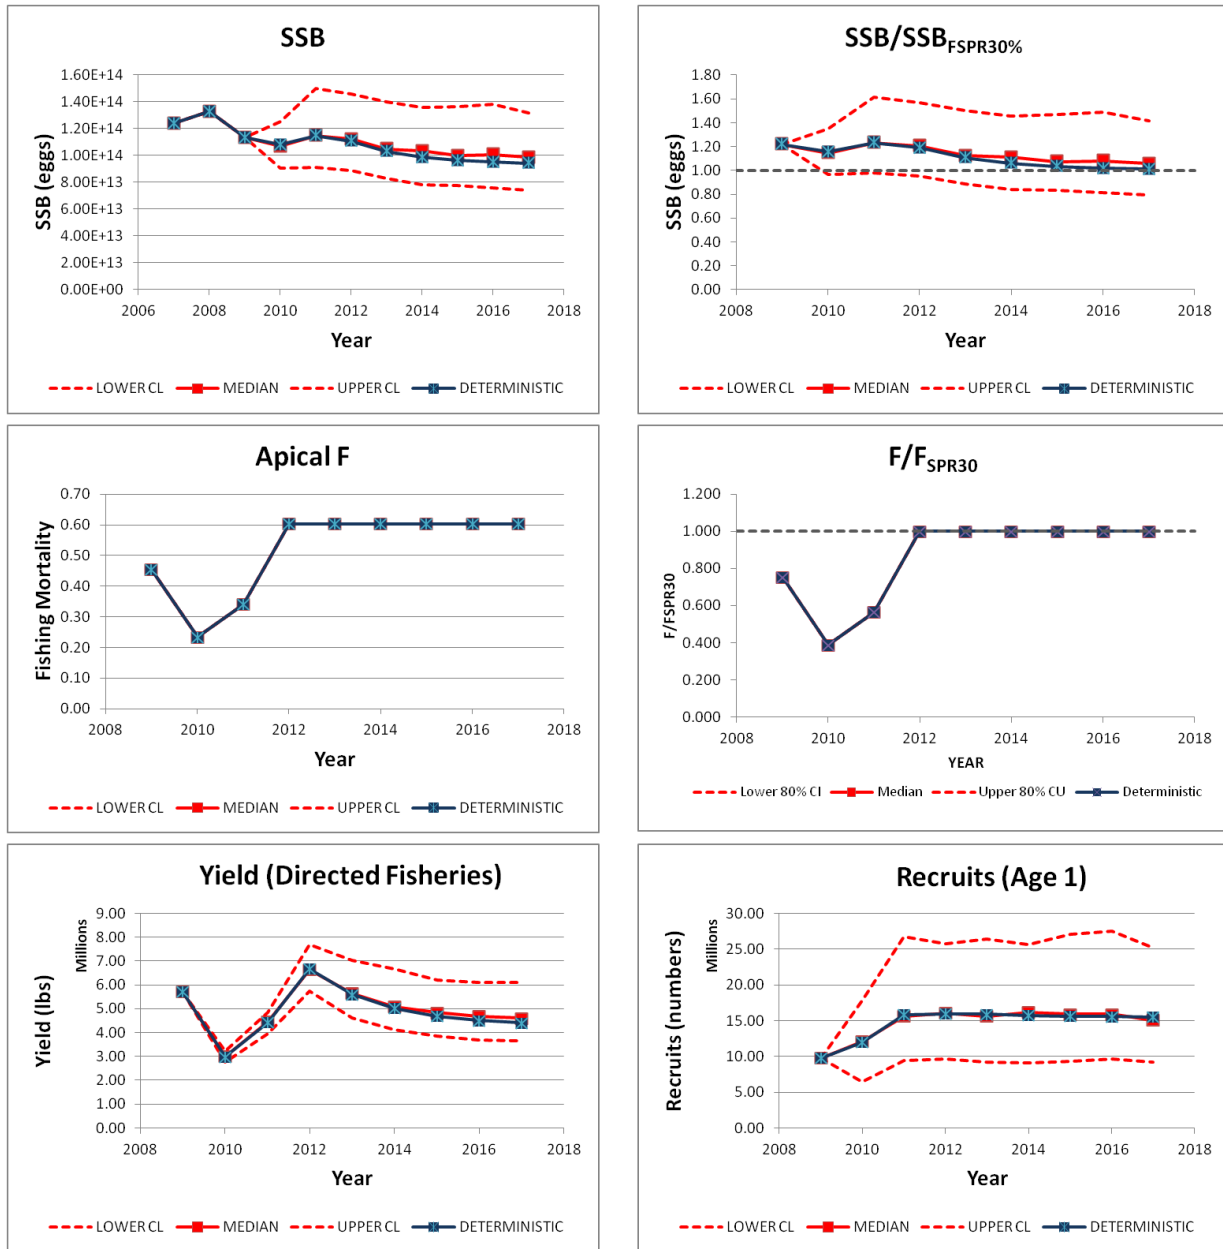 SSB
1.60E+14
1.40E+14
1.20E+14
1.00E+14
8.00E+13
6.00E+13
4.00E+13
2.00E+13
0.00E+00
SSB (eggs)
2006 2008 2010 2012 2014 2016 2018
Year
LOWER CL MEDIAN UPPER CL DETERMINISTIC
SSB/SSBFSPR30%
1.80
1.60
1.40
1.20
1.00
0.80
0.60
0.40
0.20
0.00
SSB (eggs)
2008 2010 2012 2014 2016 2018
Year
LOWER CL MEDIAN UPPER CL DETERMINISTIC
Apical F
0.70
0.60
0.50
0.40
0.30
0.20
0.10
0.00
Fishing Mortality
2008 2010 2012 2014 2016 2018
Year
LOWER CL MEDIAN UPPER CL DETERMINISTIC
F/FSPR30
1.200
1.000
0.800
0.600
0.400
0.200
0.000
F/FSPR30
2008 2010 2012 2014 2016 2018
YEAR
Lower 80% CI Median Upper 80% CU Deterministic
Yield (Directed Fisheries)
9.00
8.00
7.00
6.00
5.00
4.00
3.00
2.00
1.00
0.00
Millions
Yield (lbs)
2008 2010 2012 2014 2016 2018
Year
LOWER CL MEDIAN UPPER CL DETERMINISTIC
Recruits (Age 1)
30.00
25.00
20.00
15.00
10.00
5.00
0.00
Millions
Recruits (numbers)
2008 2010 2012 2014 2016 2018
Year
LOWER CL MEDIAN UPPER CL DETERMINISTIC